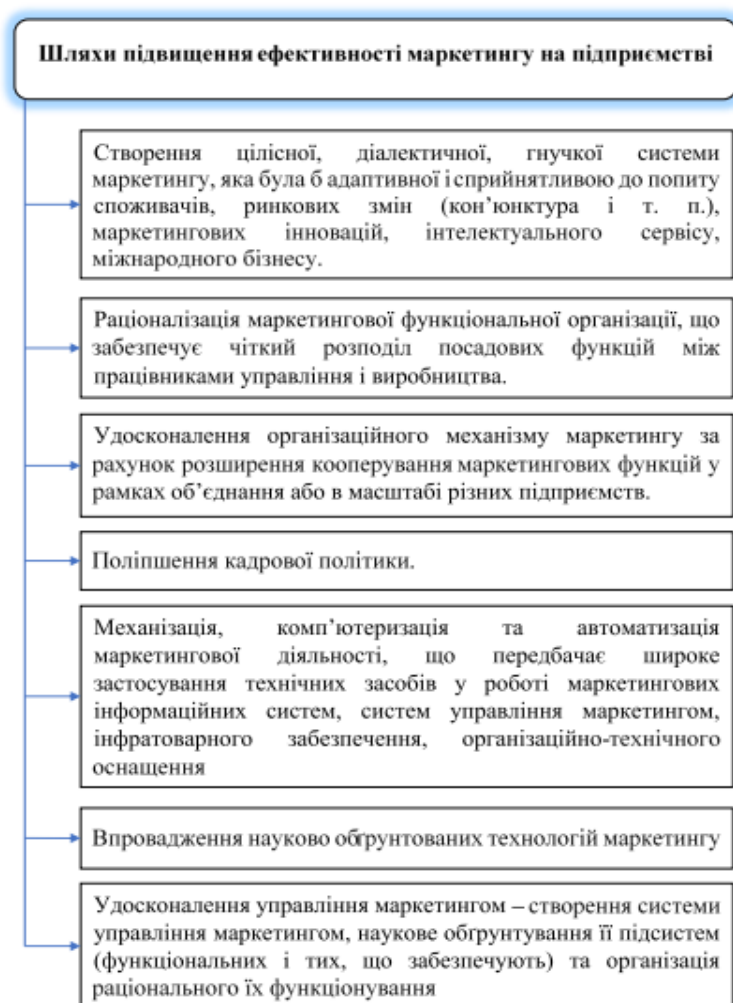 Шляхи підвищення ефективності маркетингу на підприємстві
Створення цілісної, діалектичної, гнучкої системи
маркетингу, яка була б адаптивної і сприйнятливою до попиту
споживачів, ринкових змін (кон’юнктура і т. п.),
маркетингових інновацій, інтелектуального сервісу,
міжнародного бізнесу.
Раціоналізація маркетингової функціональної організації, що
забезпечує чіткий розподіл посадових функцій між
працівниками управління і виробництва.
Удосконалення організаційного механізму маркетингу за
рахунок розширення кооперування маркетингових функцій у
рамках об’єднання або в масштабі різних підприємств.
Поліпшення кадрової політики.
Механізація, комп’ютеризація та автоматизація
маркетингової діяльності, що передбачає широке
застосування технічних засобів у роботі маркетингових
інформаційних систем, систем управління маркетингом,
інфратоварного забезпечення, організаційно-технічного
оснащення
Впровадження науково обґрунтованих технологій маркетингу
Удосконалення управління маркетингом – створення системи
управління маркетингом, наукове обґрунтування її підсистем
(функціональних і тих, що забезпечують) та організація
раціонального їх функціонування